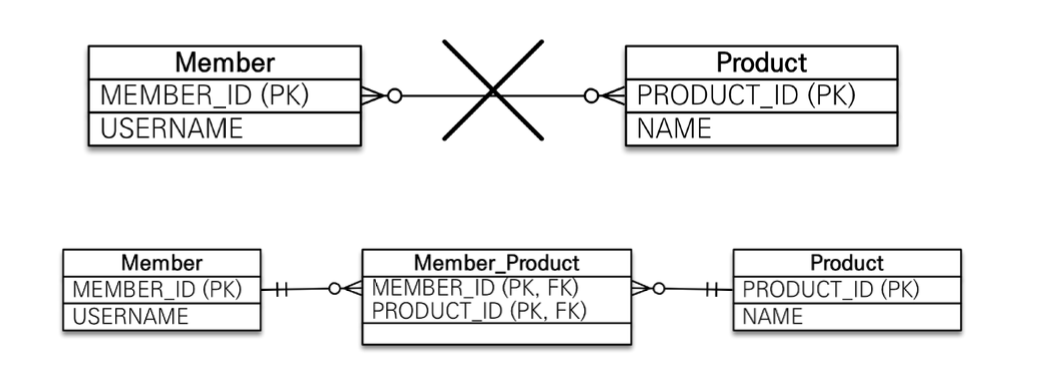 Member
MEMBER_ID (PK)
USERNAME
Product
PRODUCT_ID (PK)
NAME
Member
MEMBER_ID (PK)
USERNAME
Member_Product
MEMBER_ID (PK, FK)
PRODUCT_ID (PK, FK)
Product
PRODUCT_ID (PK)
NAME